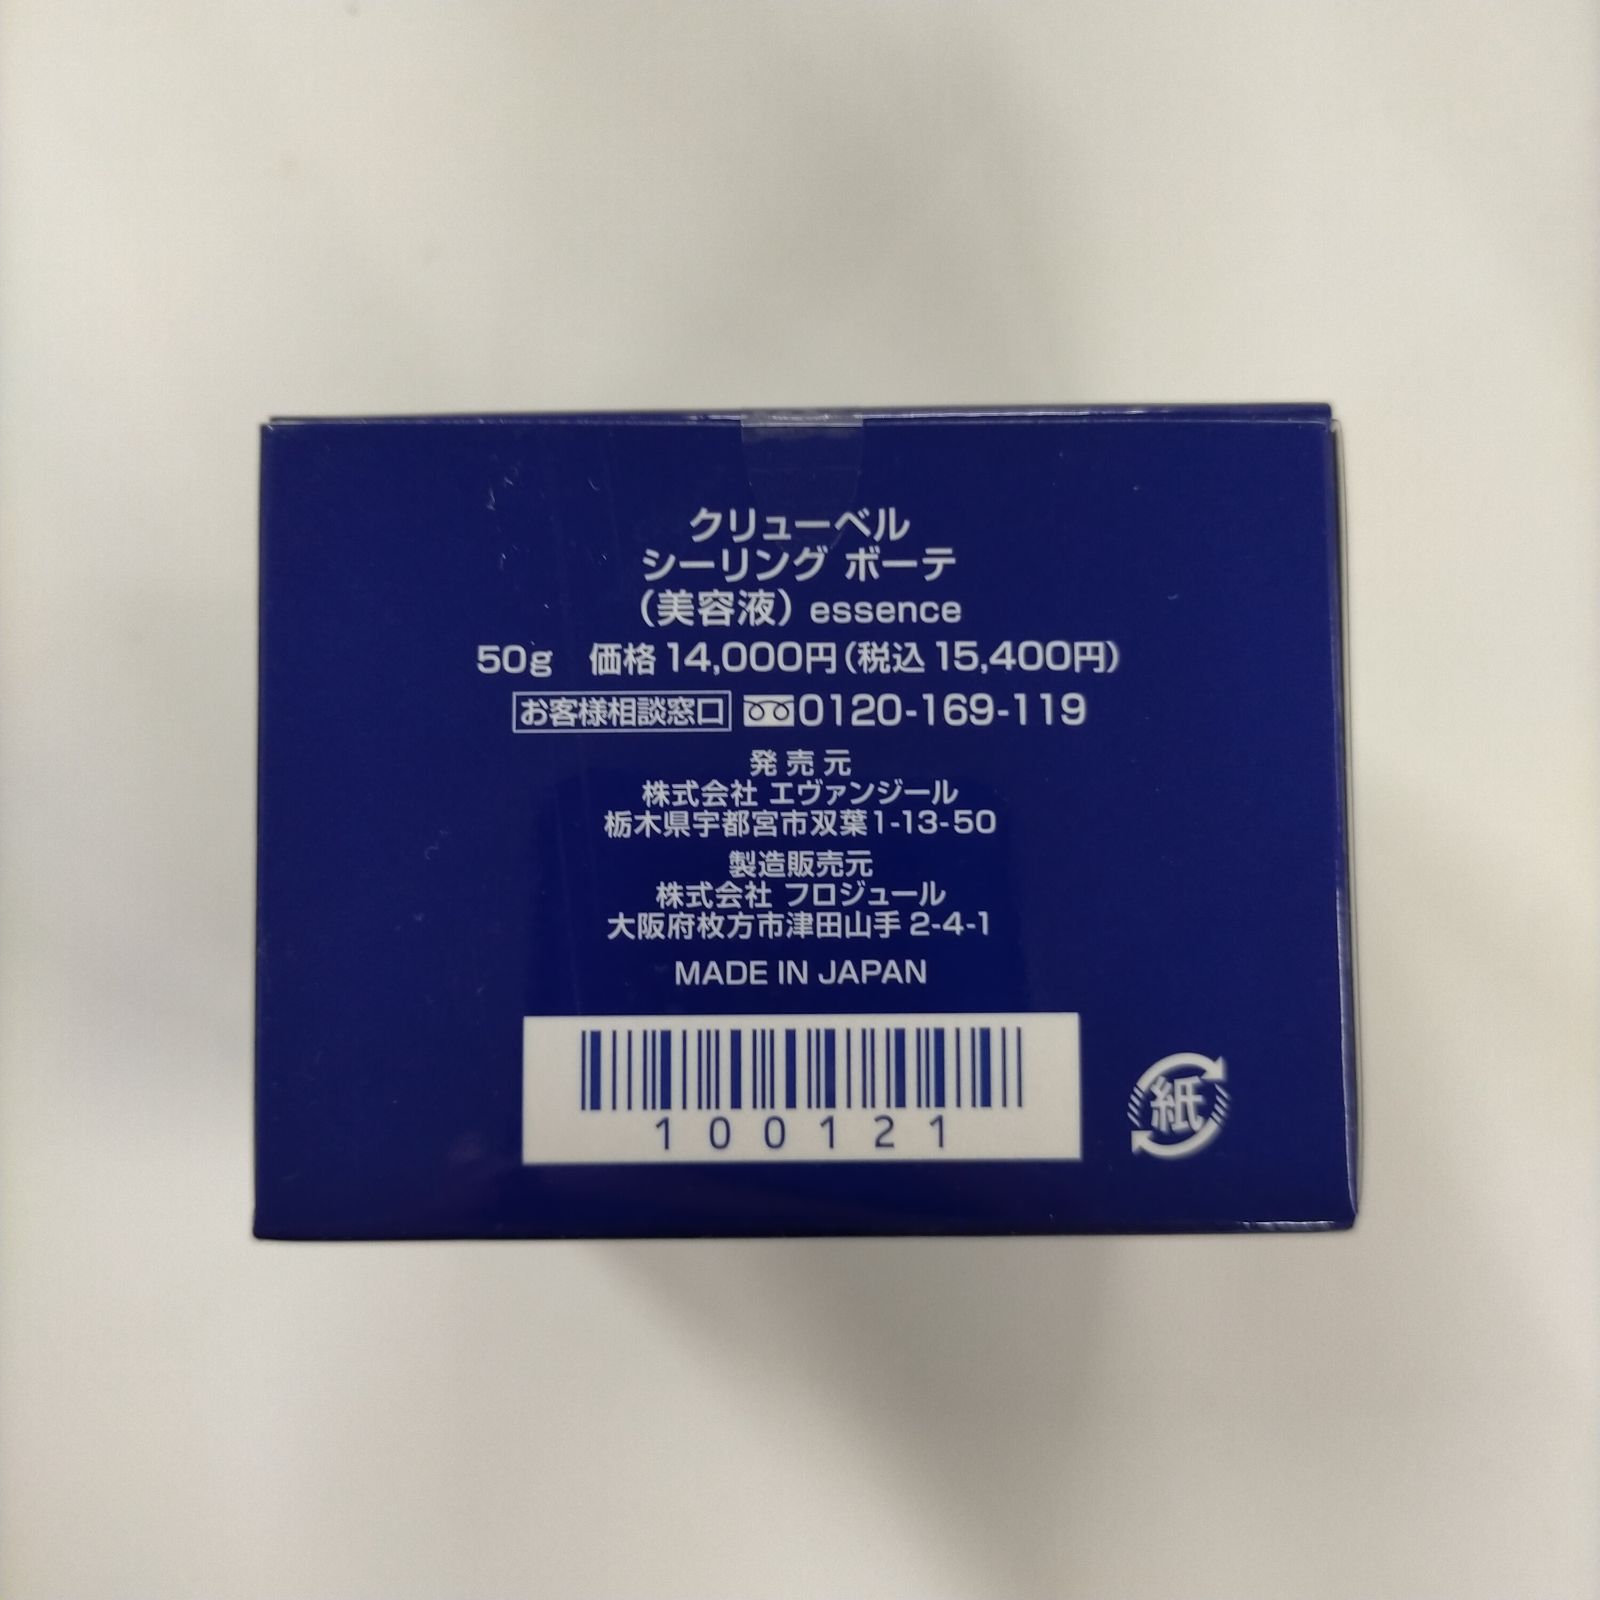 クリューベル
シーリング ボーテ
（美容液）essence
50g 価格 14,000円（税込 15,400円）
お客様相談窓口 0120-169-119
発売元
株式会社 エヴァンジール
栃木県宇都宮市双葉1-13-50
製造販売元
株式会社 フロジュール
大阪府枚方市津田山手 2-4-1
MADE IN JAPAN
100121
紙